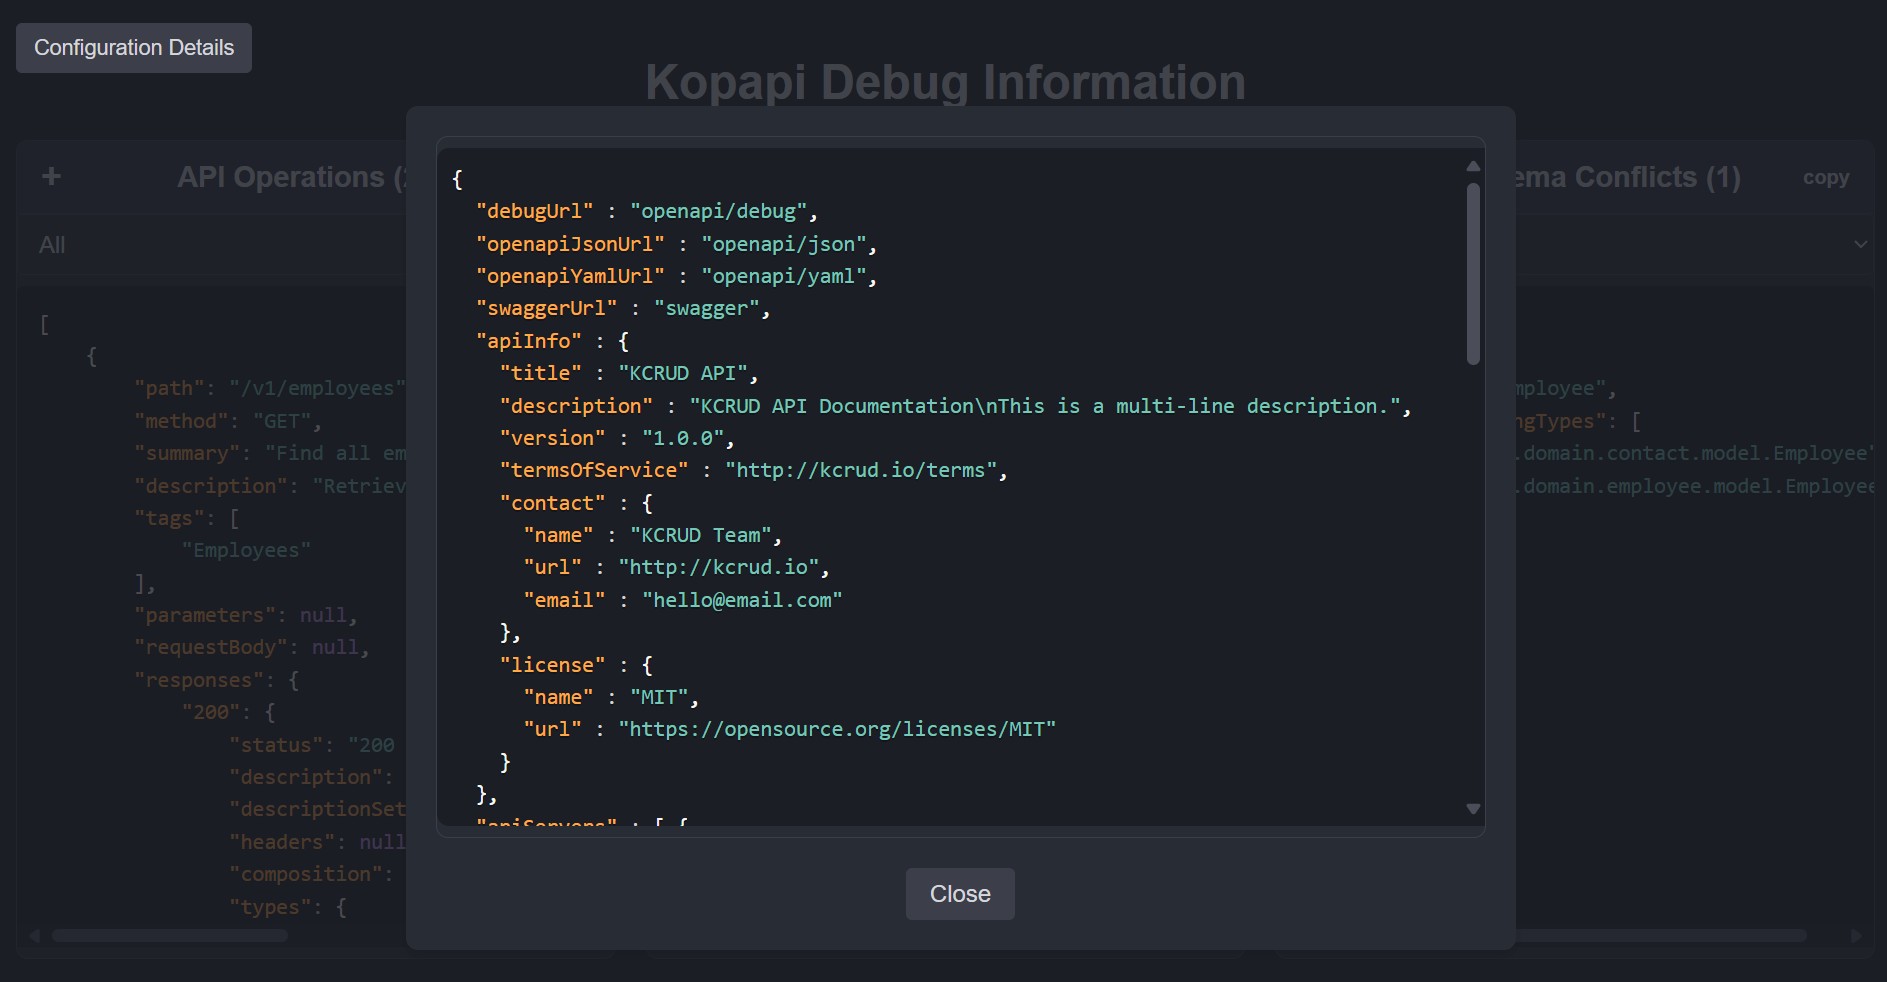 Configuration Details
Kopapi Debug Information
+ API Operations (
All
[
{
"path": "/v1/employees"
"method": "GET",
"summary": "Find all em
"description": "Retriev
"tags": [
"Employees"
],
"parameters": null,
"requestBody": null,
"responses": {
"200": {
"status": "200
"description":
"descriptionSet
"headers": null
"composition":
"types": {
{
"debugUrl" : "openapi/debug",
"openapiJsonUrl" : "openapi/json",
"openapiYamlUrl" : "openapi/yaml",
"swaggerUrl" : "swagger",
"apiInfo" : {
"title" : "KCRUD API",
"description" : "KCRUD API Documentation\nThis is a multi-line description.",
"version" : "1.0.0",
"termsOfService" : "http://kcrud.io/terms",
"contact" : {
"name" : "KCRUD Team",
"url" : "http://kcrud.io",
"email" : "hello@email.com"
},
"license" : {
"name" : "MIT",
"url" : "https://opensource.org/licenses/MIT"
}
},
"apiServers" : [ {
Close
ema Conflicts (1) copy
mployee",
ngTypes": [
.domain.contact.model.Employee"
.domain.employee.model.Employee